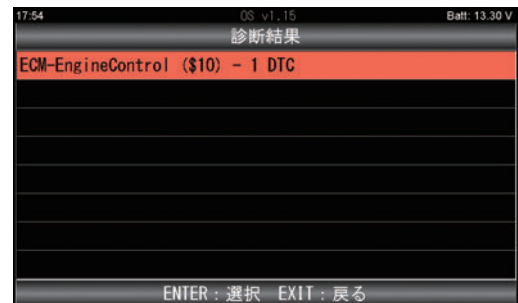 17:54 OS v1.15 Batt: 13.30 V
診断結果
ECM-EngineControl ($10) - 1 DTC
ENTER：選択 EXIT：戻る